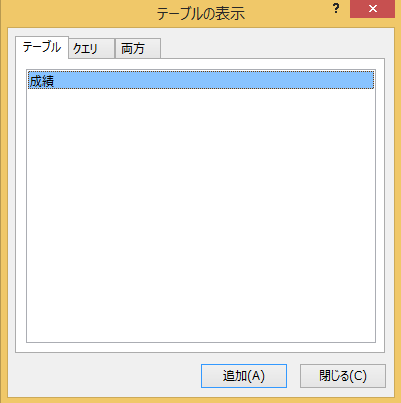 テーブルの表示
?
×
テーブル クエリ 両方
成績
追加(A) 閉じる(C)